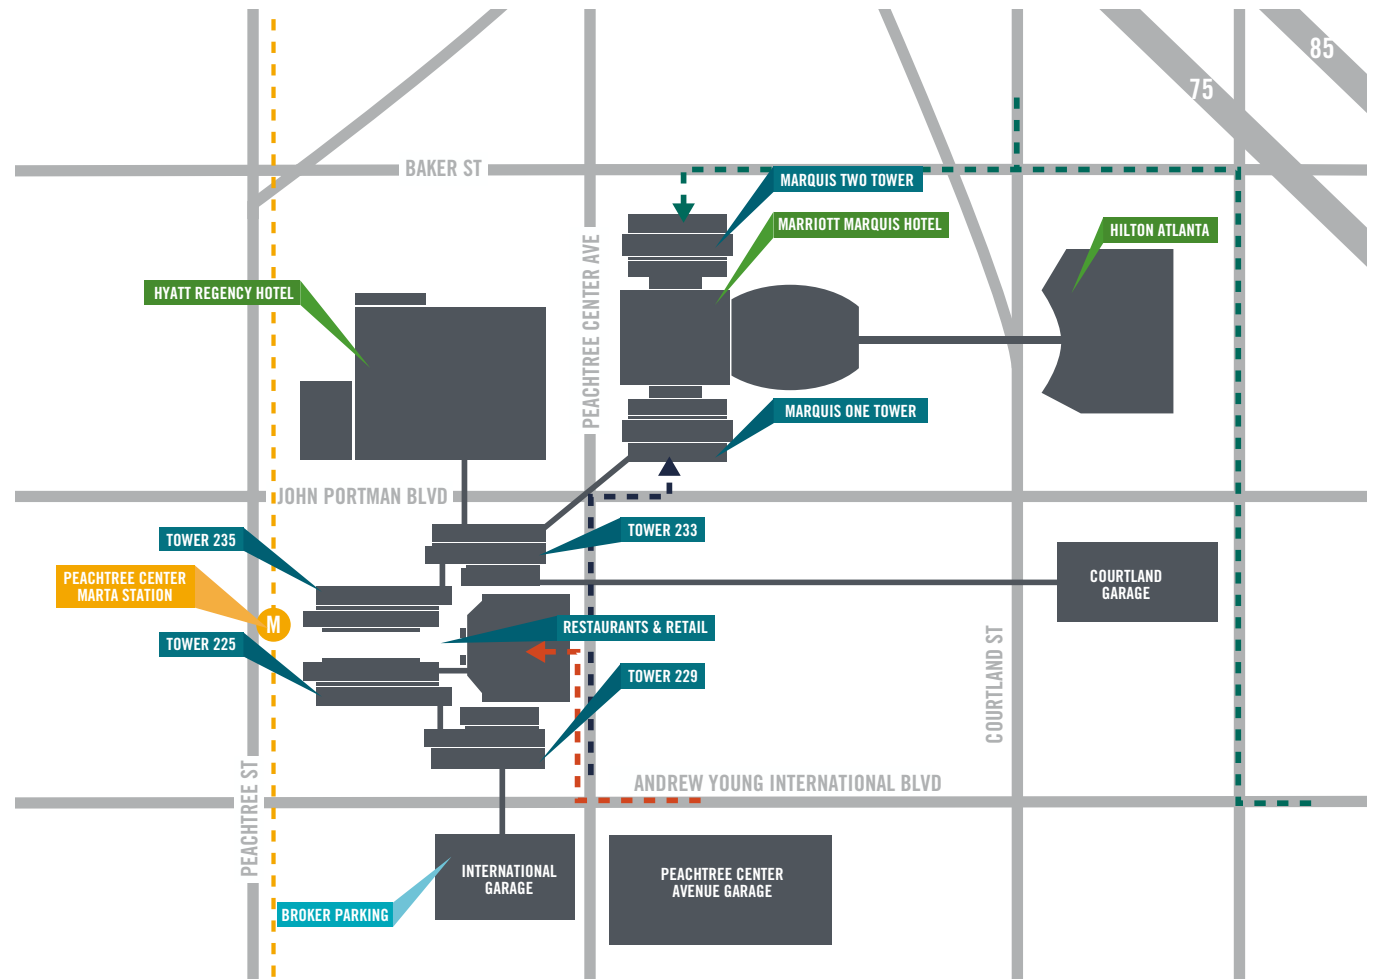 85
75
BAKER ST
MARQUIS TWO TOWER
MARRIOTT MARQUIS HOTEL
HILTON ATLANTA
HYATT REGENCY HOTEL
PEACHTREE CENTER AVE
MARQUIS ONE TOWER
JOHN PORTMAN BLVD
TOWER 235
TOWER 233
PEACHTREE CENTER
MARTA STATION
M
COURTLAND
GARAGE
RESTAURANTS & RETAIL
TOWER 225
TOWER 229
COURTLAND ST
PEACHTREE ST
ANDREW YOUNG INTERNATIONAL BLVD
INTERNATIONAL
GARAGE
PEACHTREE CENTER
AVENUE GARAGE
BROKER PARKING